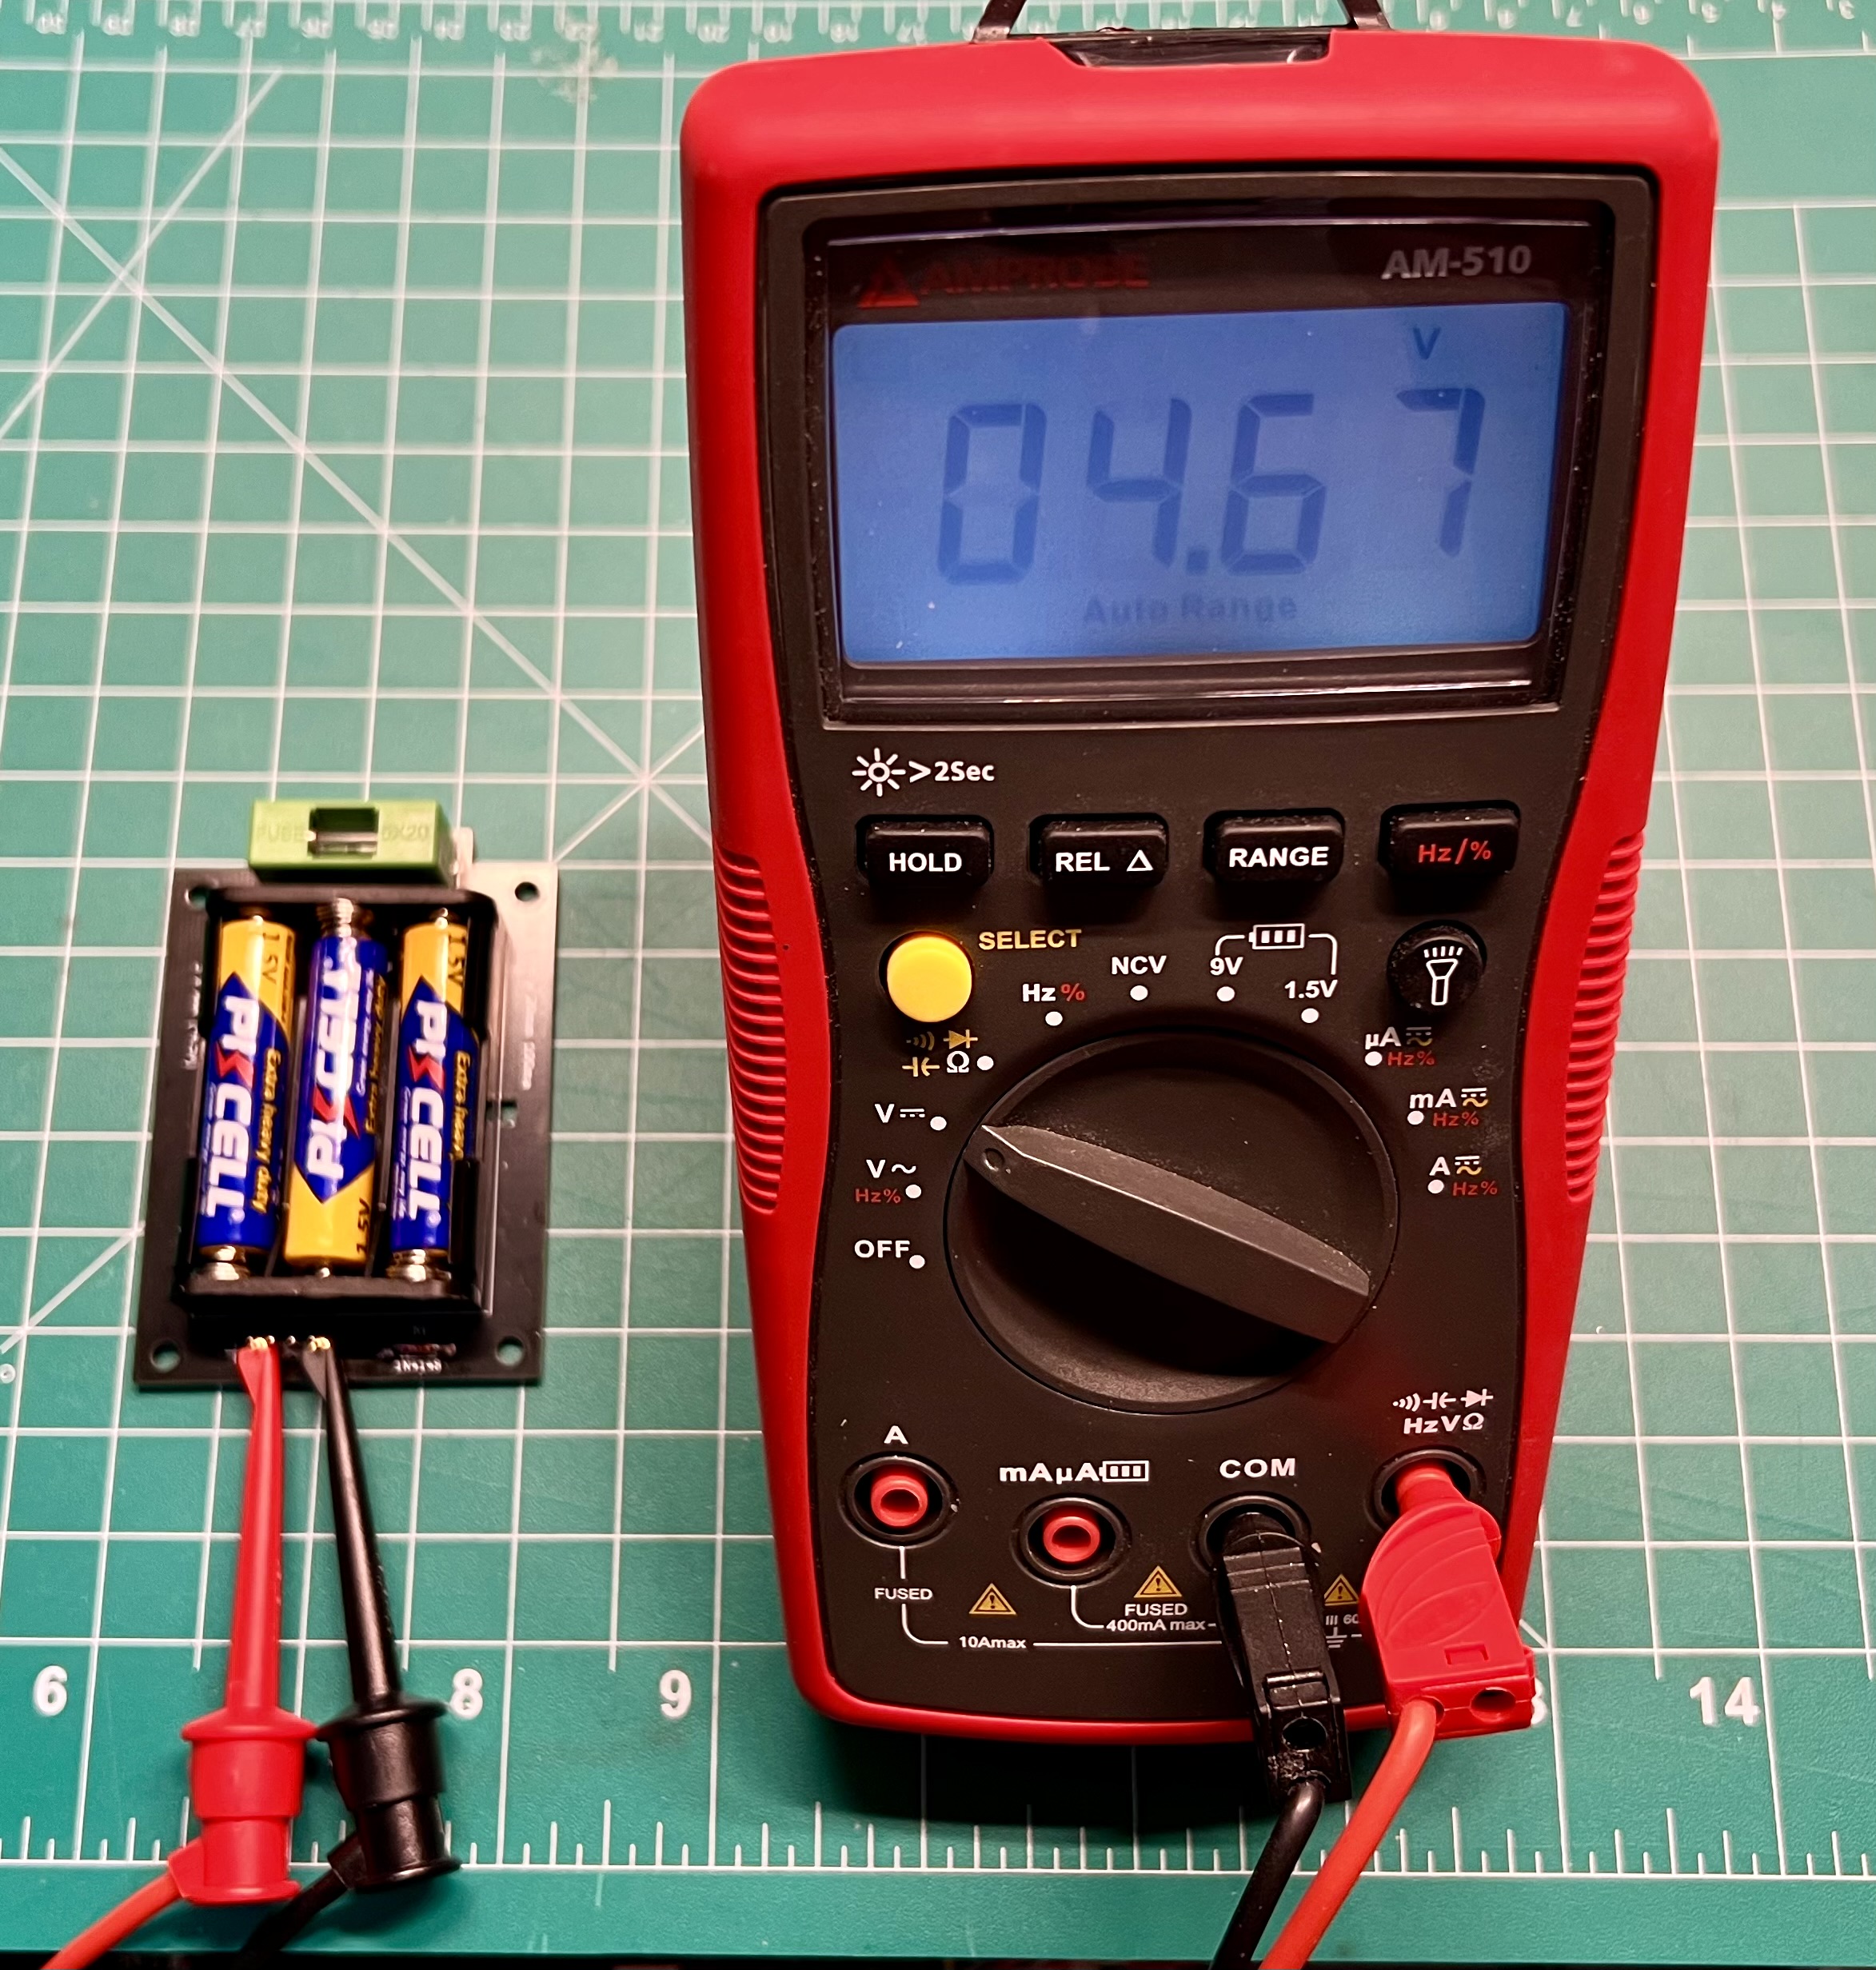 AMPROBE
AM-510
V
04.67
Auto Range
>2Sec
HOLD
REL Δ
RANGE
Hz/%
SELECT
Hz%
NCV
9V
1.5V
Ω
V
V~
Hz%
OFF
µA
Hz%
mA
Hz%
A
Hz%
A
mAµA
COM
HzVΩ
FUSED
10Amax
FUSED
400mA max
FUSE 5X20
1.5V
PKCELL
Extra heavy duty
PKCELL
1.5V
1.5V
PKCELL
Extra heavy
6
8
9
14